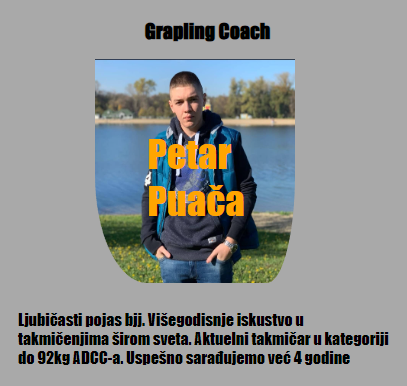 Grapling Coach
Petar
Puača
Ljubičasti pojas bjj. Višegodisnje iskustvo u
takmičenjima širom sveta. Aktuelni takmičar u kategoriji
do 92kg ADCC-a. Uspešno sarađujemo već 4 godine